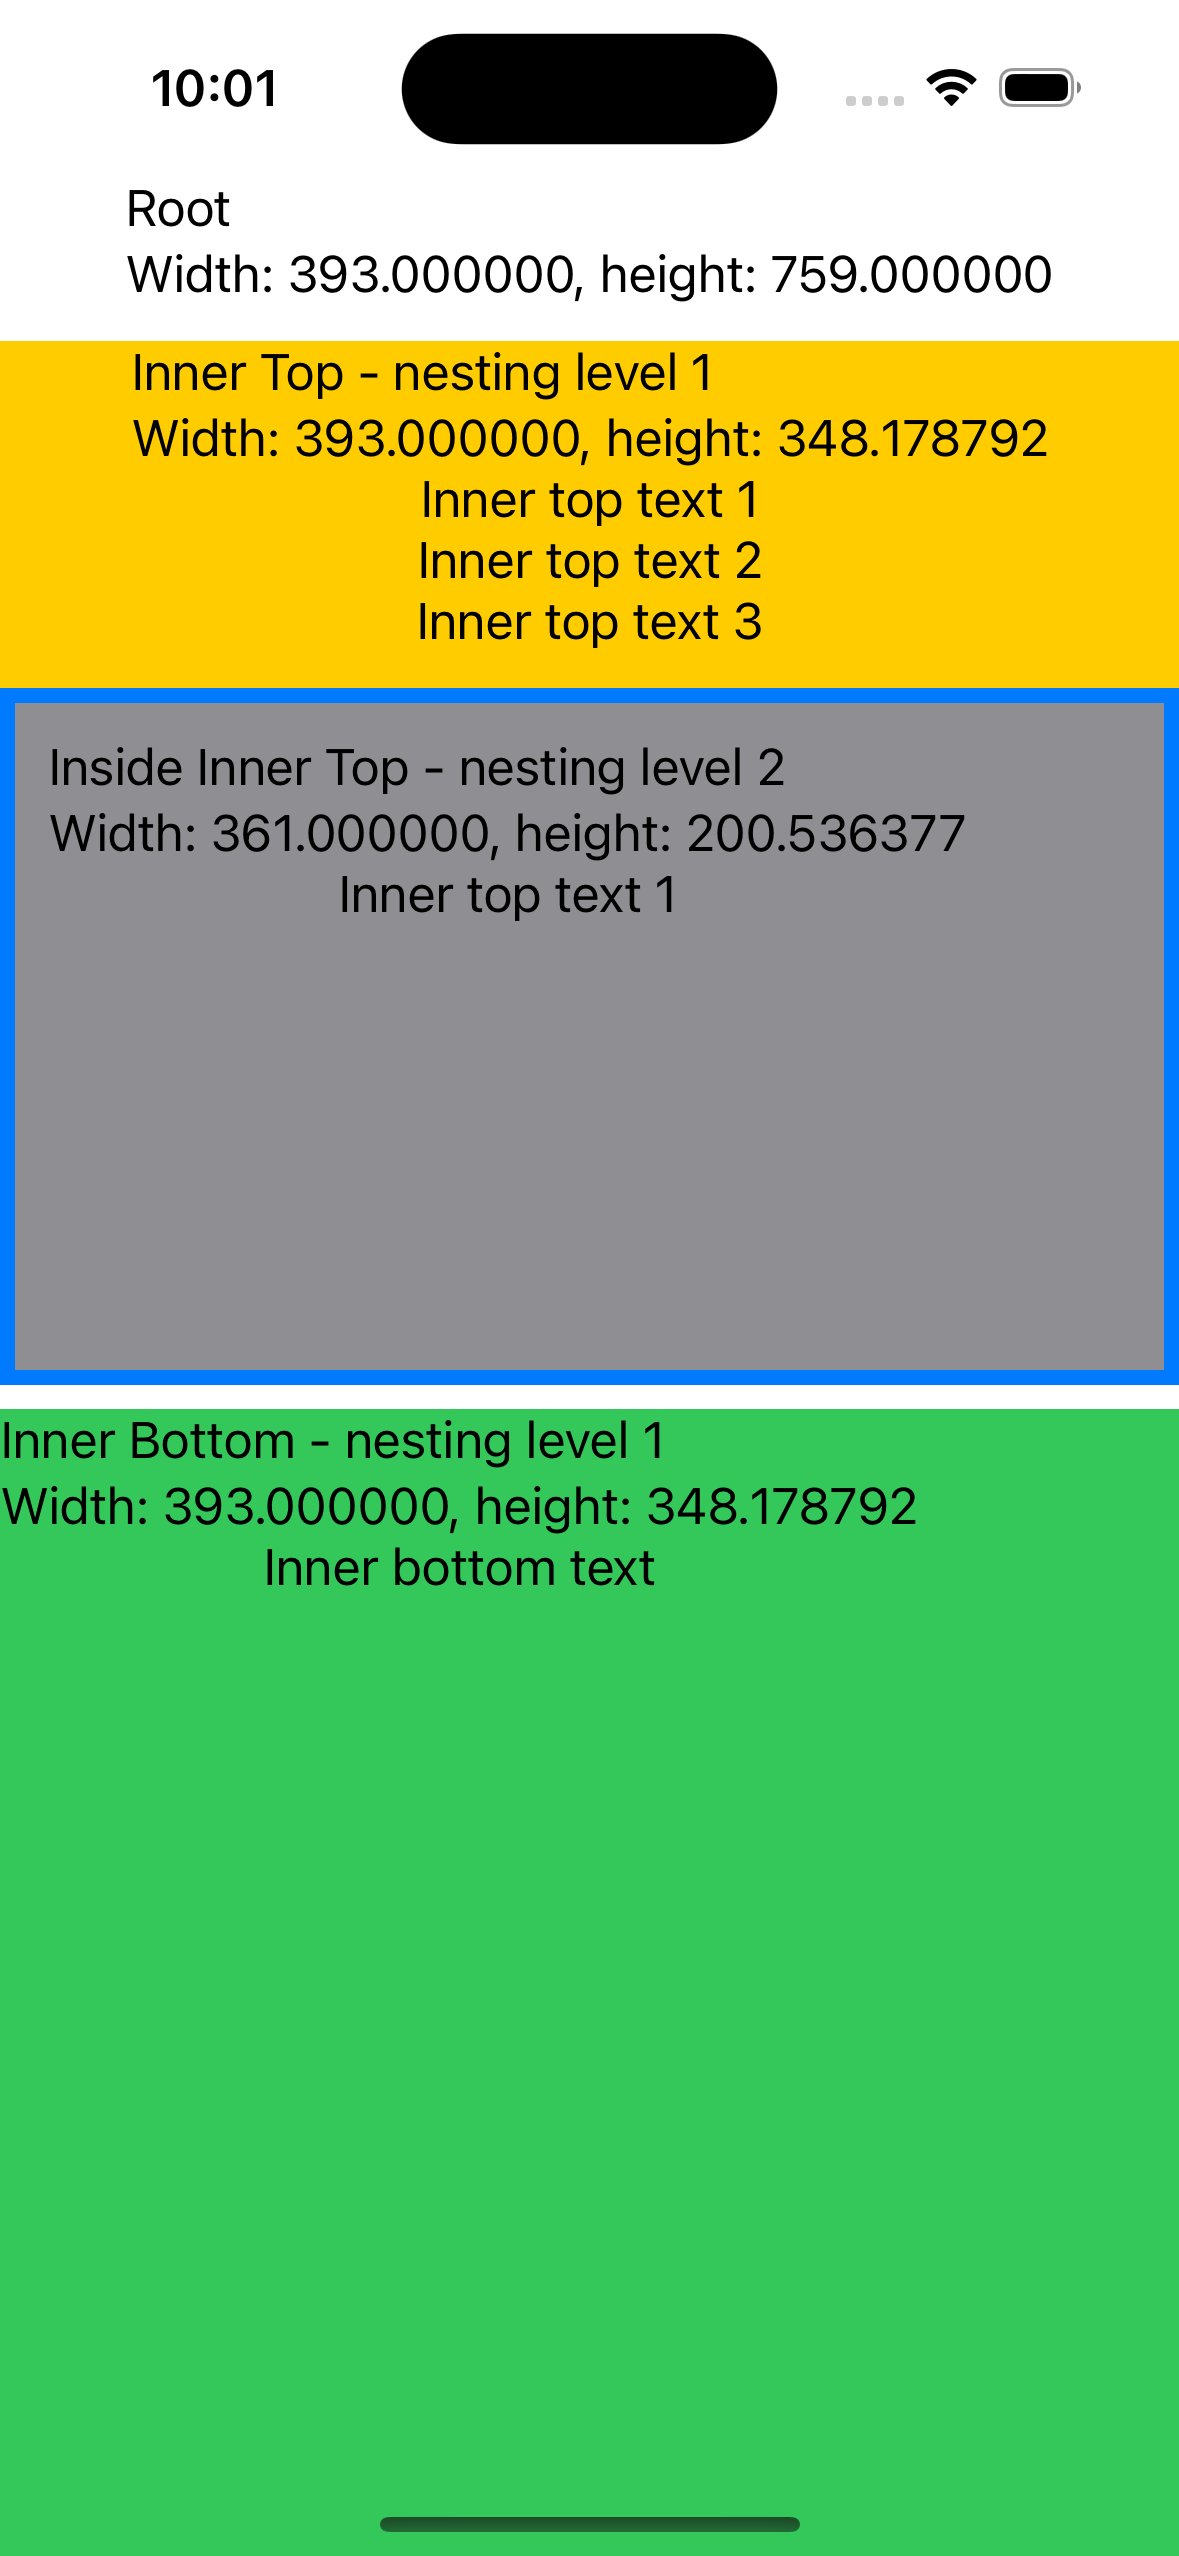 10:01
Root
Width: 393.000000, height: 759.000000
Inner Top - nesting level 1
Width: 393.000000, height: 348.178792
Inner top text 1
Inner top text 2
Inner top text 3
Inside Inner Top - nesting level 2
Width: 361.000000, height: 200.536377
Inner top text 1
Inner Bottom - nesting level 1
Width: 393.000000, height: 348.178792
Inner bottom text